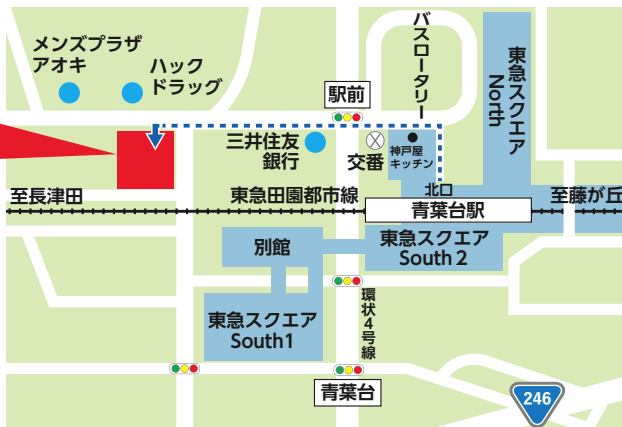 メンズプラザ
アオキ
ハック
ドラッグ
駅前
バスロータリー
東急スクエア
North
三井住友
銀行
交番
神戸屋
キッチン
北口
至長津田
東急田園都市線
青葉台駅
至藤が丘
別館
東急スクエア
South 2
東急スクエア
South1
環状4号線
青葉台
246